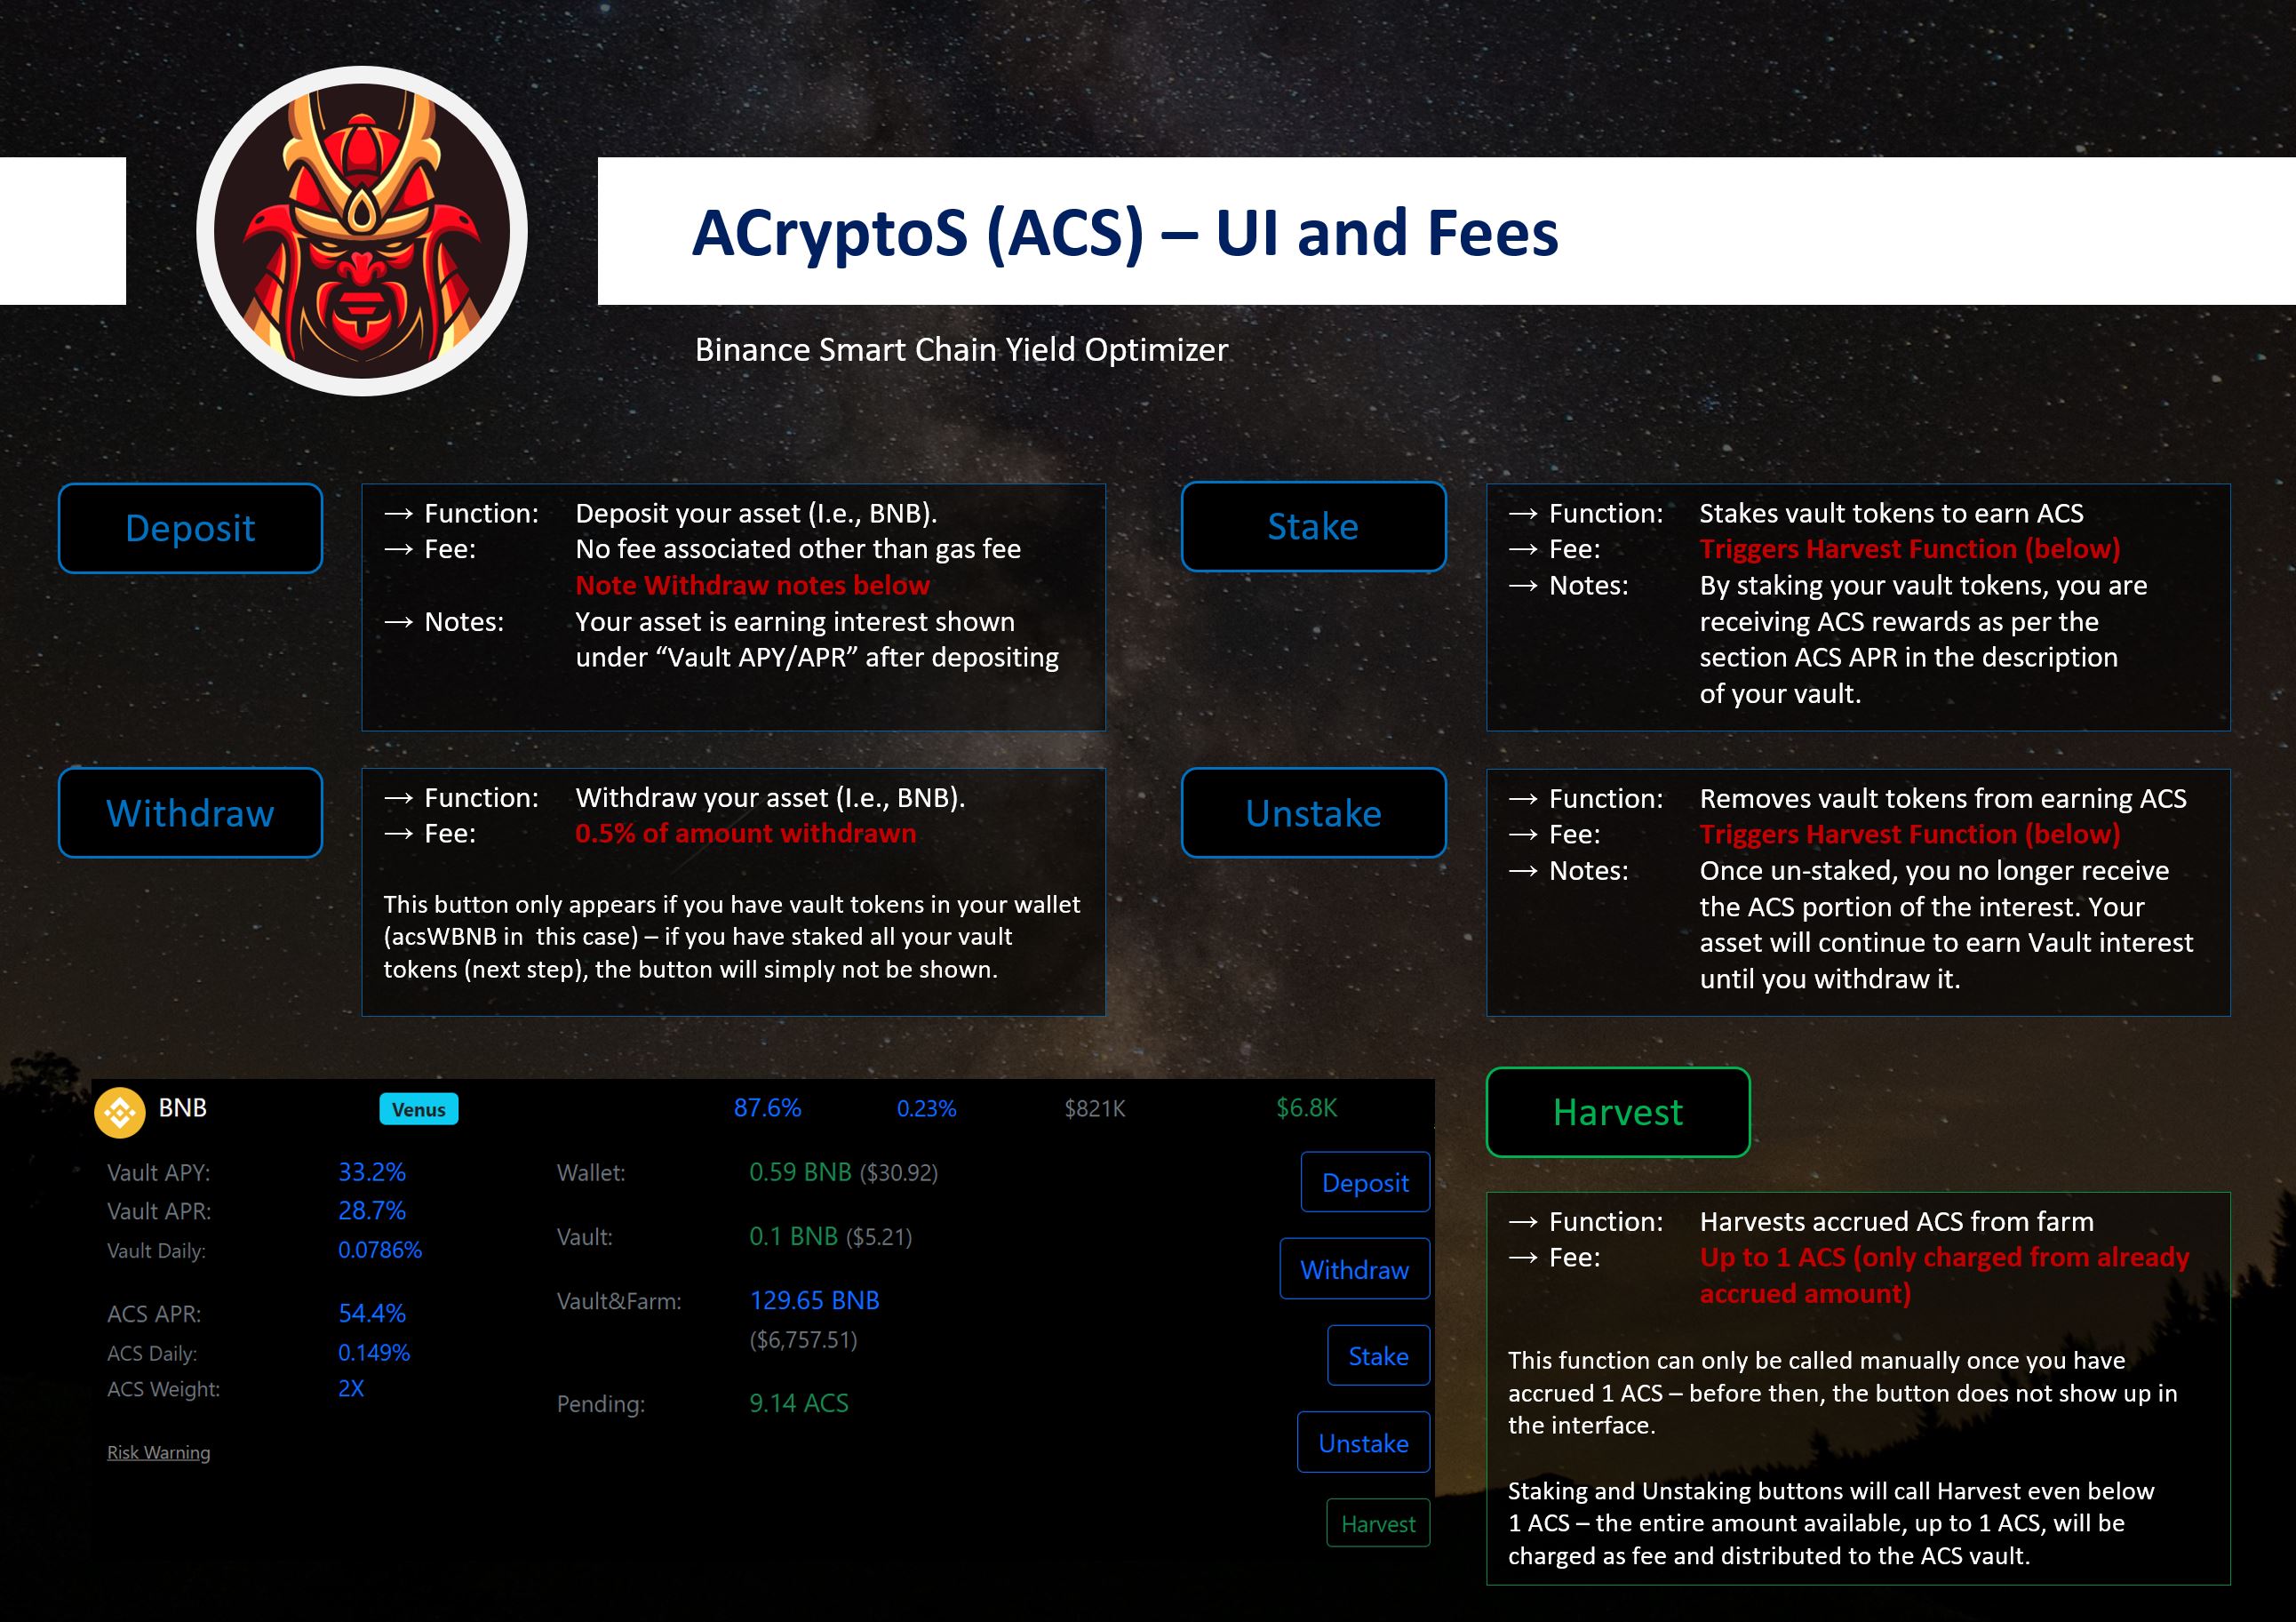 ACryptoS (ACS) – UI and Fees
Binance Smart Chain Yield Optimizer
Deposit
→ Function: Deposit your asset (I.e., BNB).
→ Fee: No fee associated other than gas fee
Note Withdraw notes below
→ Notes: Your asset is earning interest shown
under “Vault APY/APR” after depositing
Stake
→ Function: Stakes vault tokens to earn ACS
→ Fee: Triggers Harvest Function (below)
→ Notes: By staking your vault tokens, you are
receiving ACS rewards as per the
section ACS APR in the description
of your vault.
Withdraw
→ Function: Withdraw your asset (I.e., BNB).
→ Fee: 0.5% of amount withdrawn
This button only appears if you have vault tokens in your wallet
(acsWBNB in  this case) – if you have staked all your vault
tokens (next step), the button will simply not be shown.
Unstake
→ Function: Removes vault tokens from earning ACS
→ Fee: Triggers Harvest Function (below)
→ Notes: Once un-staked, you no longer receive
the ACS portion of the interest. Your
asset will continue to earn Vault interest
until you withdraw it.
BNB Venus 87.6% 0.23% $821K $6.8K
Vault APY: 33.2%
Vault APR: 28.7%
Vault Daily: 0.0786%
ACS APR: 54.4%
ACS Daily: 0.149%
ACS Weight: 2X
Risk Warning
Wallet: 0.59 BNB ($30.92)
Vault: 0.1 BNB ($5.21)
Vault&Farm: 129.65 BNB
($6,757.51)
Pending: 9.14 ACS
Deposit
Withdraw
Stake
Unstake
Harvest
Harvest
→ Function: Harvests accrued ACS from farm
→ Fee: Up to 1 ACS (only charged from already
accrued amount)
This function can only be called manually once you have
accrued 1 ACS – before then, the button does not show up in
the interface.
Staking and Unstaking buttons will call Harvest even below
1 ACS – the entire amount available, up to 1 ACS, will be
charged as fee and distributed to the ACS vault.